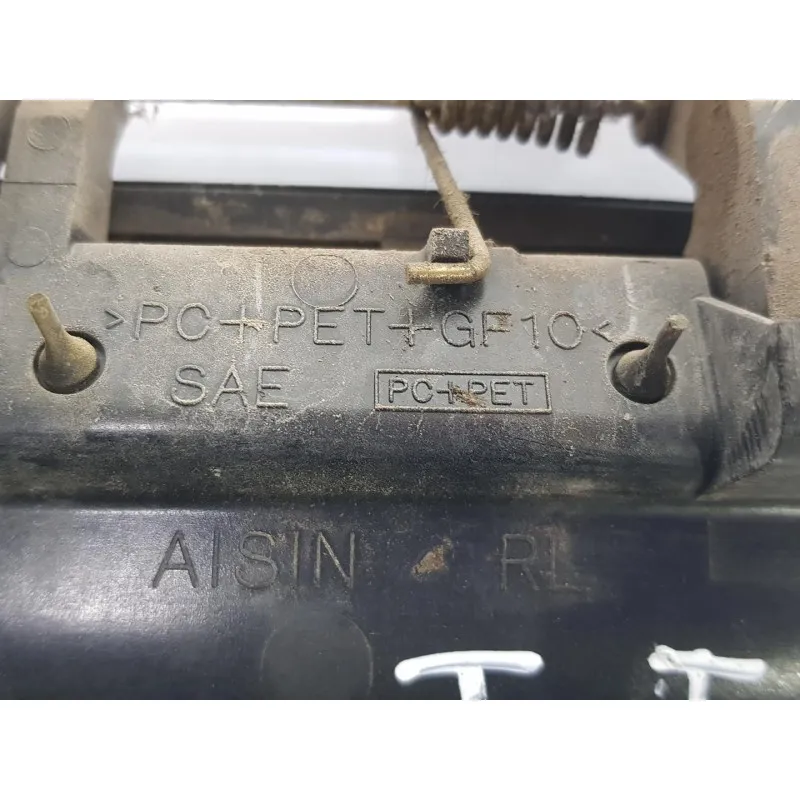 >PC+PET+GF10<
SAE PC+PET
AISIN RL
T T